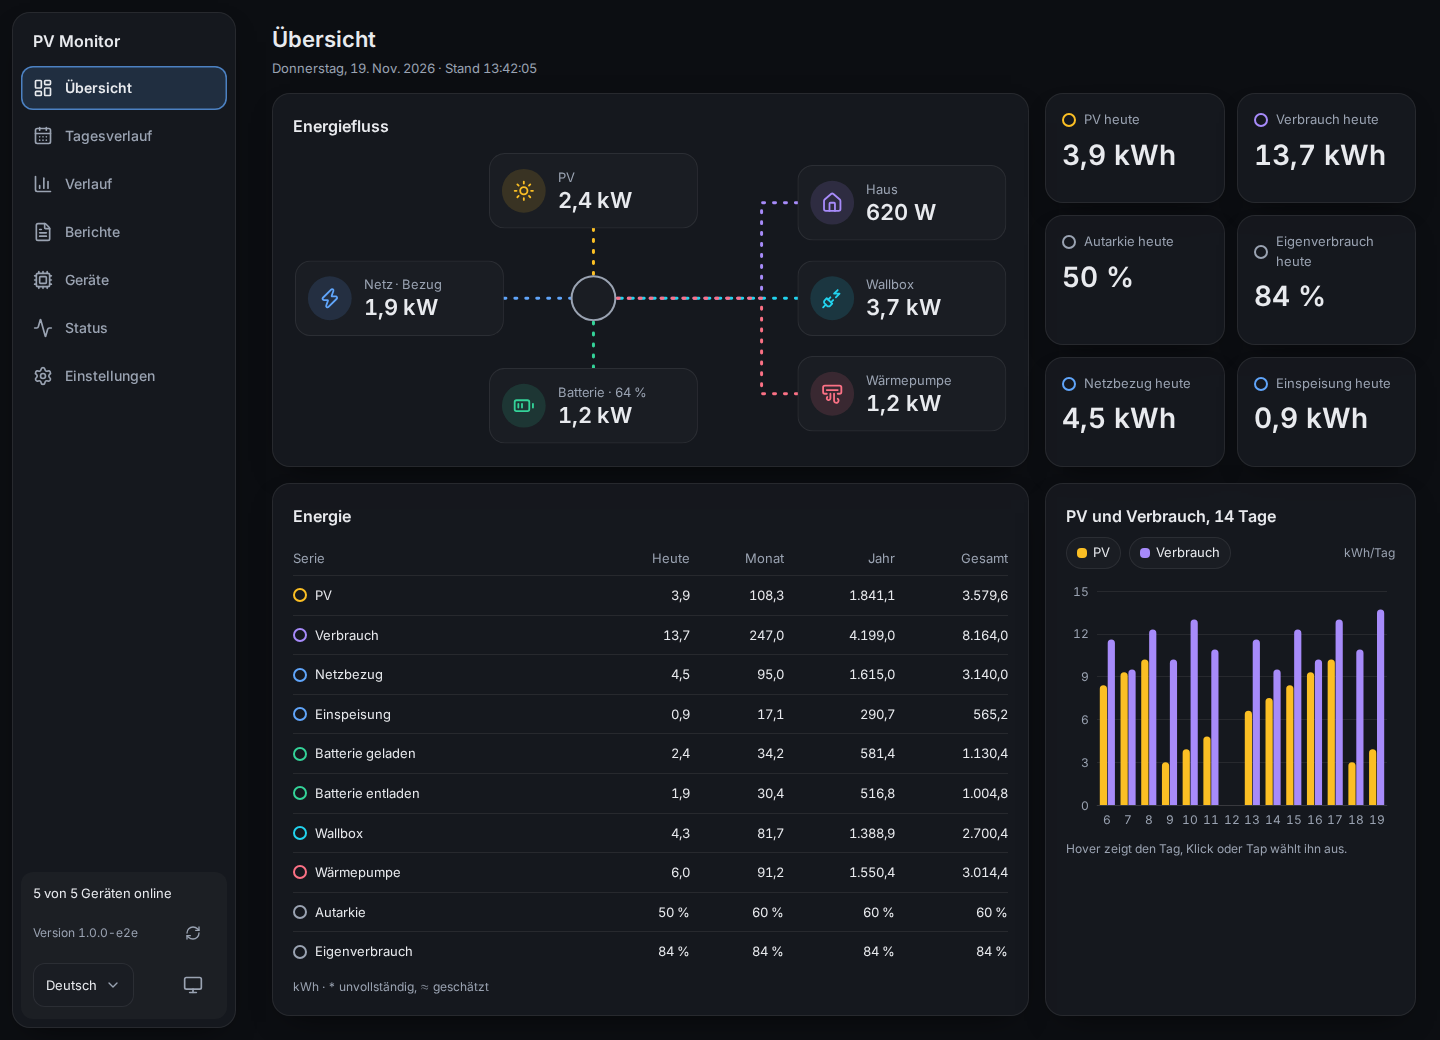 PV Monitor
Übersicht
Tagesverlauf
Verlauf
Berichte
Geräte
Status
Einstellungen
5 von 5 Geräten online
Version 1.0.0-e2e
Deutsch
Übersicht
Donnerstag, 19. Nov. 2026 · Stand 13:42:05
Energiefluss
PV
2,4 kW
Netz · Bezug
1,9 kW
Batterie · 64 %
1,2 kW
Haus
620 W
Wallbox
3,7 kW
Wärmepumpe
1,2 kW
PV heute
3,9 kWh
Verbrauch heute
13,7 kWh
Autarkie heute
50 %
Eigenverbrauch
heute
84 %
Netzbezug heute
4,5 kWh
Einspeisung heute
0,9 kWh
Energie
Serie Heute Monat Jahr Gesamt
PV 3,9 108,3 1.841,1 3.579,6
Verbrauch 13,7 247,0 4.199,0 8.164,0
Netzbezug 4,5 95,0 1.615,0 3.140,0
Einspeisung 0,9 17,1 290,7 565,2
Batterie geladen 2,4 34,2 581,4 1.130,4
Batterie entladen 1,9 30,4 516,8 1.004,8
Wallbox 4,3 81,7 1.388,9 2.700,4
Wärmepumpe 6,0 91,2 1.550,4 3.014,4
Autarkie 50 % 60 % 60 % 60 %
Eigenverbrauch 84 % 84 % 84 % 84 %
kWh · * unvollständig, ≈ geschätzt
PV und Verbrauch, 14 Tage
PV Verbrauch kWh/Tag
15
12
9
6
3
0
6 7 8 9 10 11 12 13 14 15 16 17 18 19
Hover zeigt den Tag, Klick oder Tap wählt ihn aus.